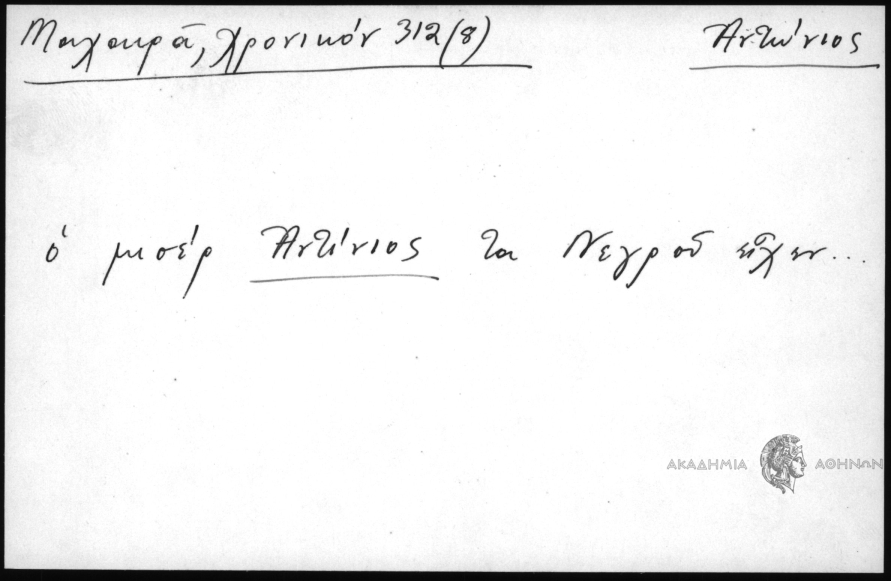 Μαχαιρᾶ, Χρονικόν 312(8) Ἀντώνιος
ὁ μισέρ Ἀντώνιος τα Νεγροῦ εἶχεν...
ΑΚΑΔΗΜΙΑ ΑΘΗΝΩΝ